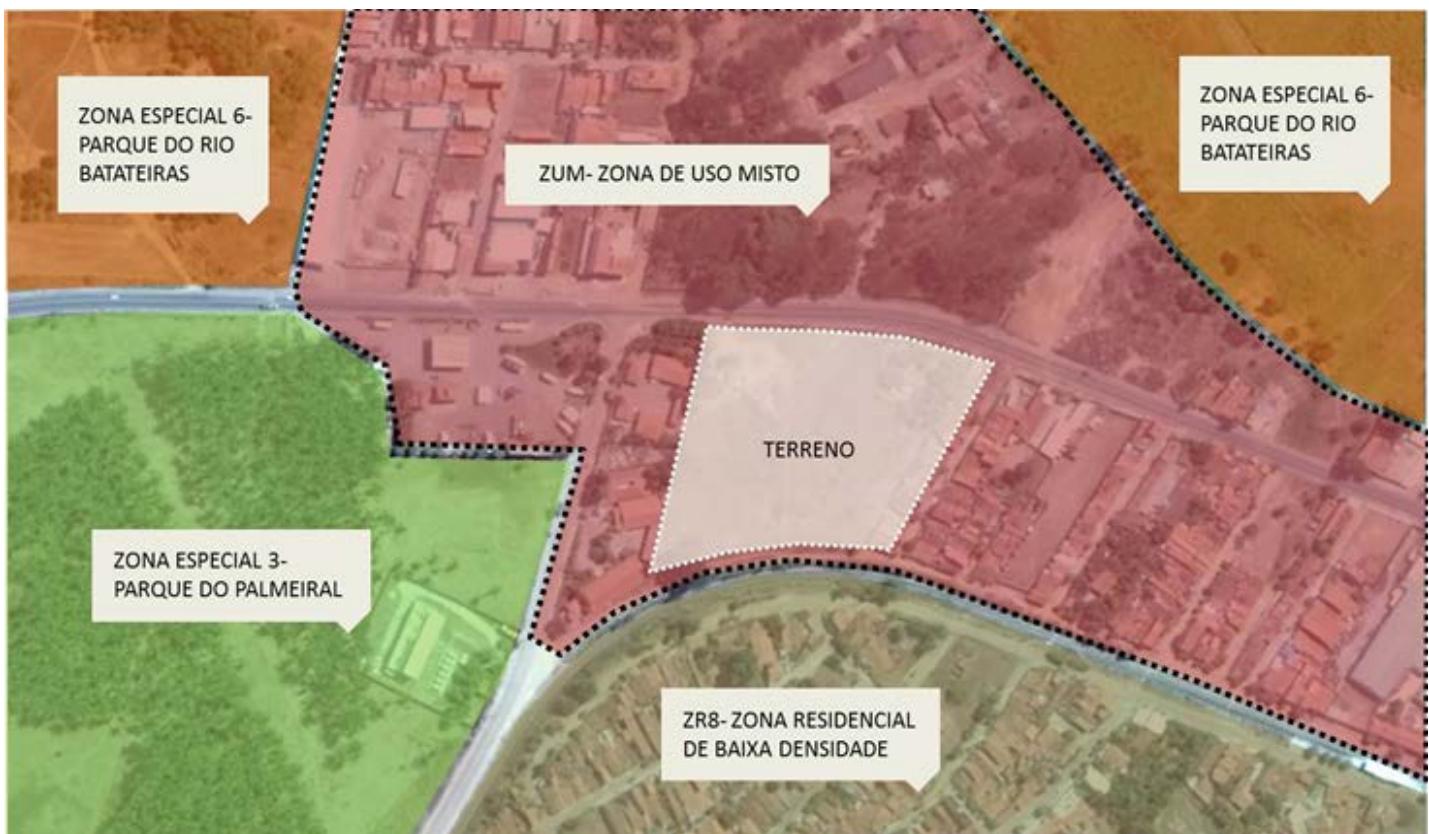 ZONA ESPECIAL 6-
PARQUE DO RIO
BATATEIRAS
ZUM- ZONA DE USO MISTO
ZONA ESPECIAL 6-
PARQUE DO RIO
BATATEIRAS
TERRENO
ZONA ESPECIAL 3-
PARQUE DO PALMEIRAL
ZR8- ZONA RESIDENCIAL
DE BAIXA DENSIDADE